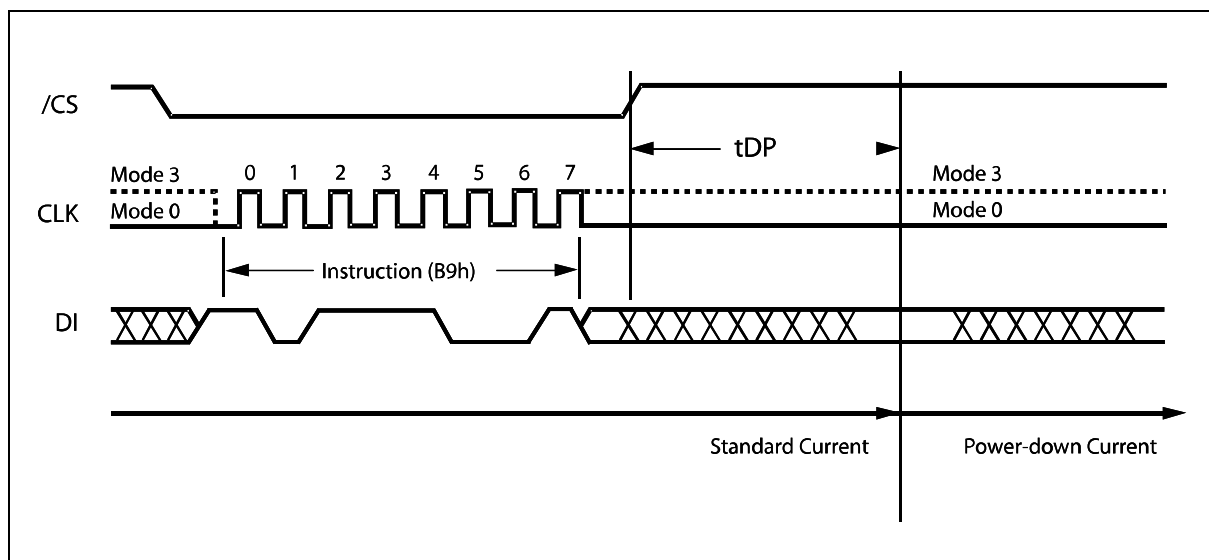 /CS
tDP
Mode 3
0 1 2 3 4 5 6 7
Mode 3
CLK
Mode 0
Mode 0
Instruction (B9h)
DI
Standard Current
Power-down Current